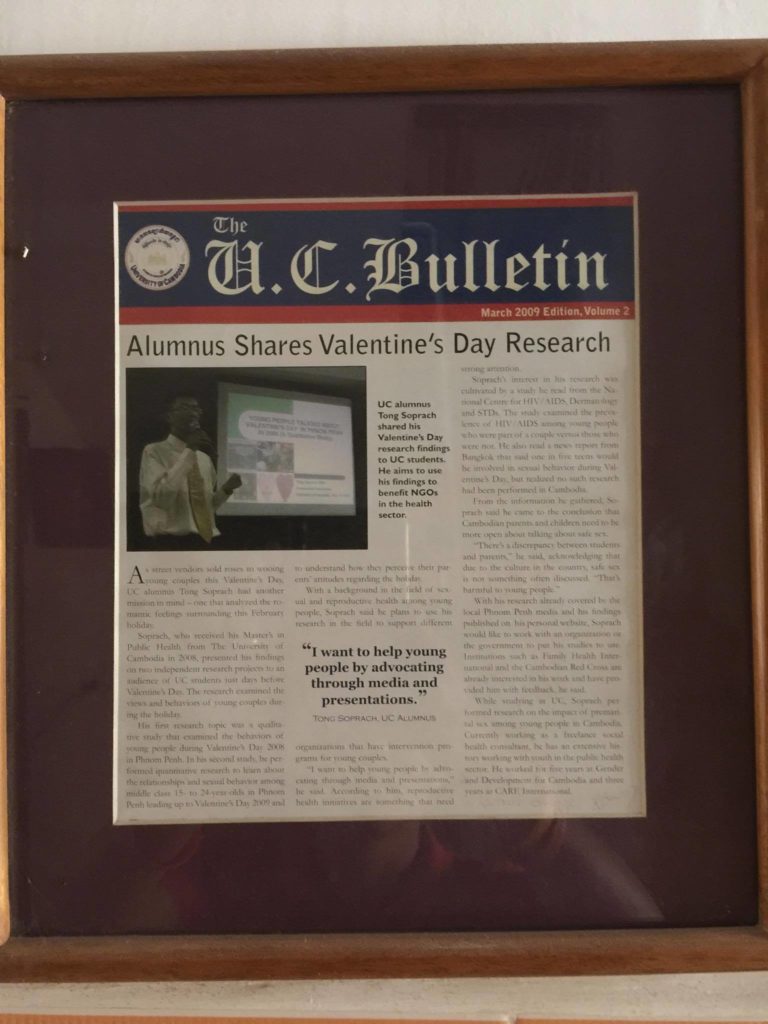 The
U.C.Bulletin
UNIVERSITY OF CAMBODIA
March 2009 Edition, Volume 2
Alumnus Shares Valentine's Day Research
YOUNG PEOPLE TALKING ABOUT
VALENTINE'S DAY IN PHNOM PENH
UC alumnus
Tong Soprach
shared his
Valentine's Day
research findings
to UC students.
He aims to use
his findings to
benefit NGOs
in the health
sector.
As street vendors sold roses to wooing
young couples this Valentine's Day,
UC alumnus Tong Soprach had another
mission in mind – one that analyzed the ro-
mantic feelings surrounding this February
holiday.
Soprach, who received his Master's in
Public Health from The University of
Cambodia in 2008, presented his findings
on two independent research projects to an
audience of UC students just days before
Valentine's Day. The research examined the
views and behaviors of young couples dur-
ing the holiday.
His first research topic was a qualita-
tive study that examined the behaviors of
young people during Valentine's Day 2008
in Phnom Penh. In his second study, he per-
formed quantitative research to learn about
the relationships and sexual behavior among
middle class 15- to 24-year-olds in Phnom
Penh leading up to Valentine's Day 2009 and
to understand how they perceive their par-
ents' attitudes regarding the holiday.
With a background in the field of sex-
ual and reproductive health among young
people, Soprach said he plans to use his
research in the field to support different
“I want to help young
people by advocating
through media and
presentations.”
TONG SOPRACH, UC ALUMNUS
organizations that have intervention pro-
grams for young couples.
“I want to help young people by advo-
cating through media and presentations,”
he said. According to him, reproductive
health initiatives are something that need
strong attention.
Soprach's interest in his research was
cultivated by a study he read from the Na-
tional Centre for HIV/AIDS, Dermatology
and STDs. The study examined the preva-
lence of HIV/AIDS among young people
who were part of a couple versus those who
were not. He also read a news report from
Bangkok that said one in five teens would
be involved in sexual behavior during Val-
entine's Day, but realized no such research
had been performed in Cambodia.
From the information he gathered, So-
prach said he came to the conclusion that
Cambodian parents and children need to be
more open about talking about safe sex.
“There's a discrepancy between students
and parents,” he said, acknowledging that
due to the culture in the country, safe sex
is not something often discussed. “That's
harmful to young people.”
With his research already covered by the
local Phnom Penh media and his findings
published on his personal website, Soprach
would like to work with an organization or
the government to put his studies to use.
Institutions such as Family Health Inter-
national and the Cambodian Red Cross are
already interested in his work and have pro-
vided him with feedback, he said.
While studying in UC, Soprach per-
formed research on the impact of premari-
tal sex among young people in Cambodia.
Currently working as a freelance social
health consultant, he has an extensive his-
tory working with youth in the public health
sector. He worked for five years at Gender
and Development for Cambodia and three
years at CARE International.